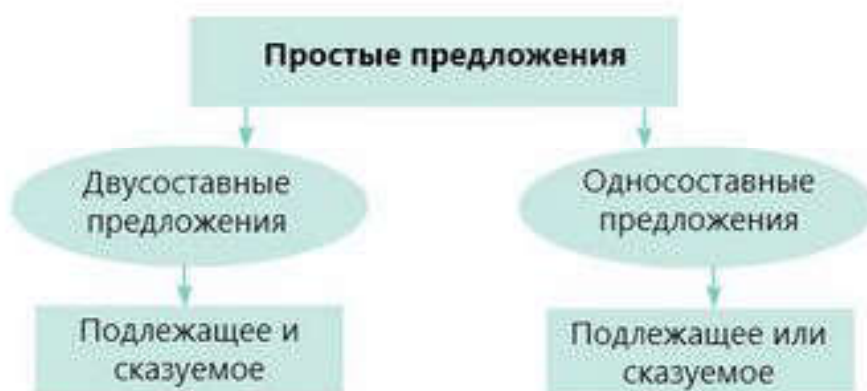 Простые предложения
Двусоставные
предложения
Односоставные
предложения
Подлежащее и
сказуемое
Подлежащее или
сказуемое